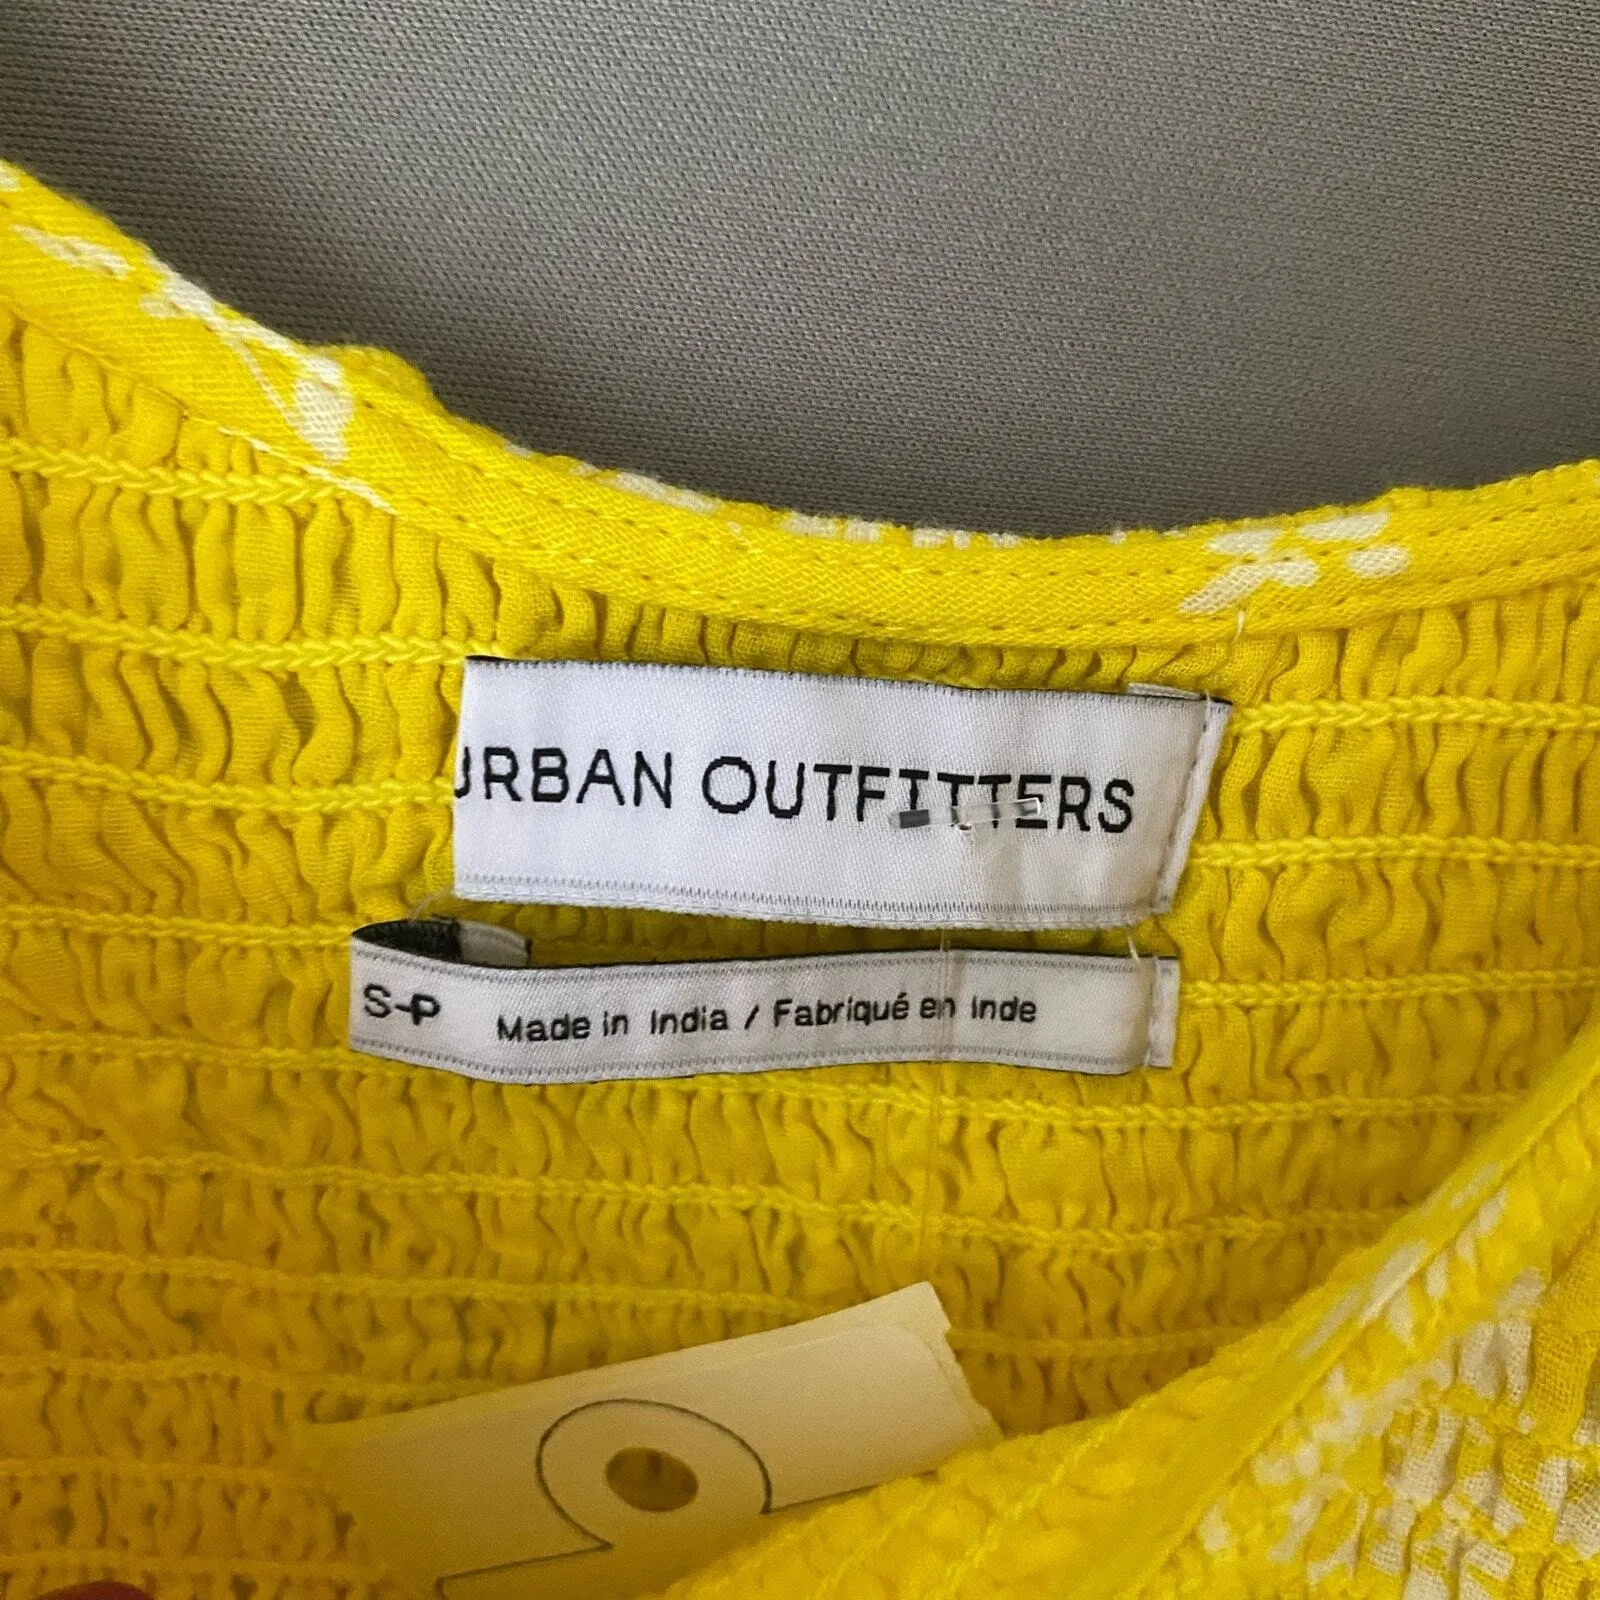 URBAN OUTFITTERS
S-P Made in India / Fabriqué en Inde